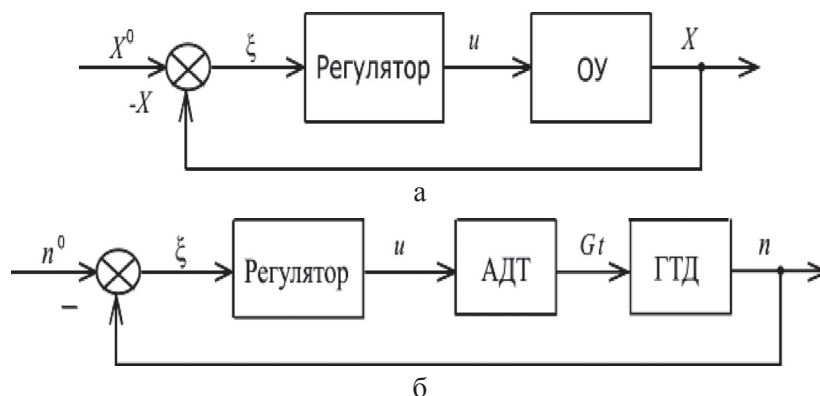 X⁰
ξ
Регулятор
u
ОУ
X
-X
а
n⁰
ξ
Регулятор
u
АДТ
Gt
ГТД
n
–
б